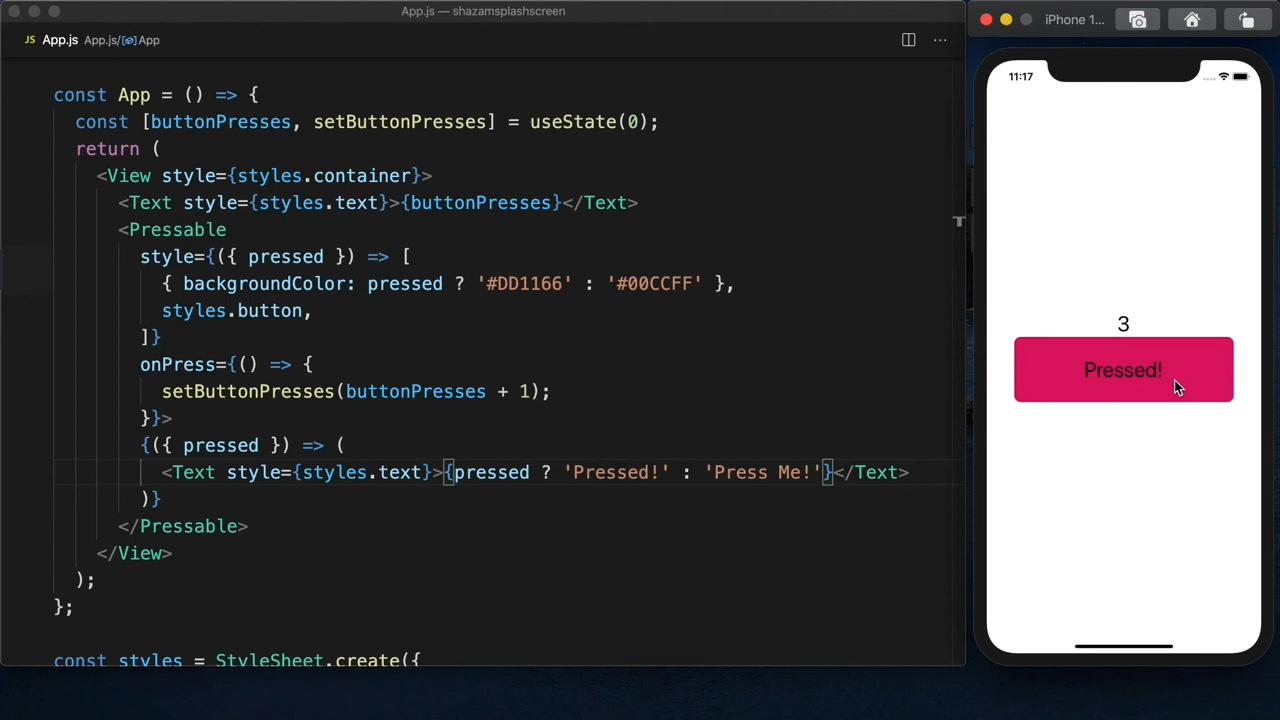 App.js — shazamsplashscreen
JS App.js App.js/App
const App = () => {
const [buttonPresses, setButtonPresses] = useState(0);
return (
<View style={styles.container}>
<Text style={styles.text}>{buttonPresses}</Text>
<Pressable
style={({ pressed }) => [
{ backgroundColor: pressed ? '#DD1166' : '#00CCFF' },
styles.button,
]}
onPress={() => {
setButtonPresses(buttonPresses + 1);
}}>
{({ pressed }) => (
<Text style={styles.text}>{pressed ? 'Pressed!' : 'Press Me!'}</Text>
)}
</Pressable>
</View>
);
};
const styles = StyleSheet.create({
iPhone 1...
11:17
3
Pressed!